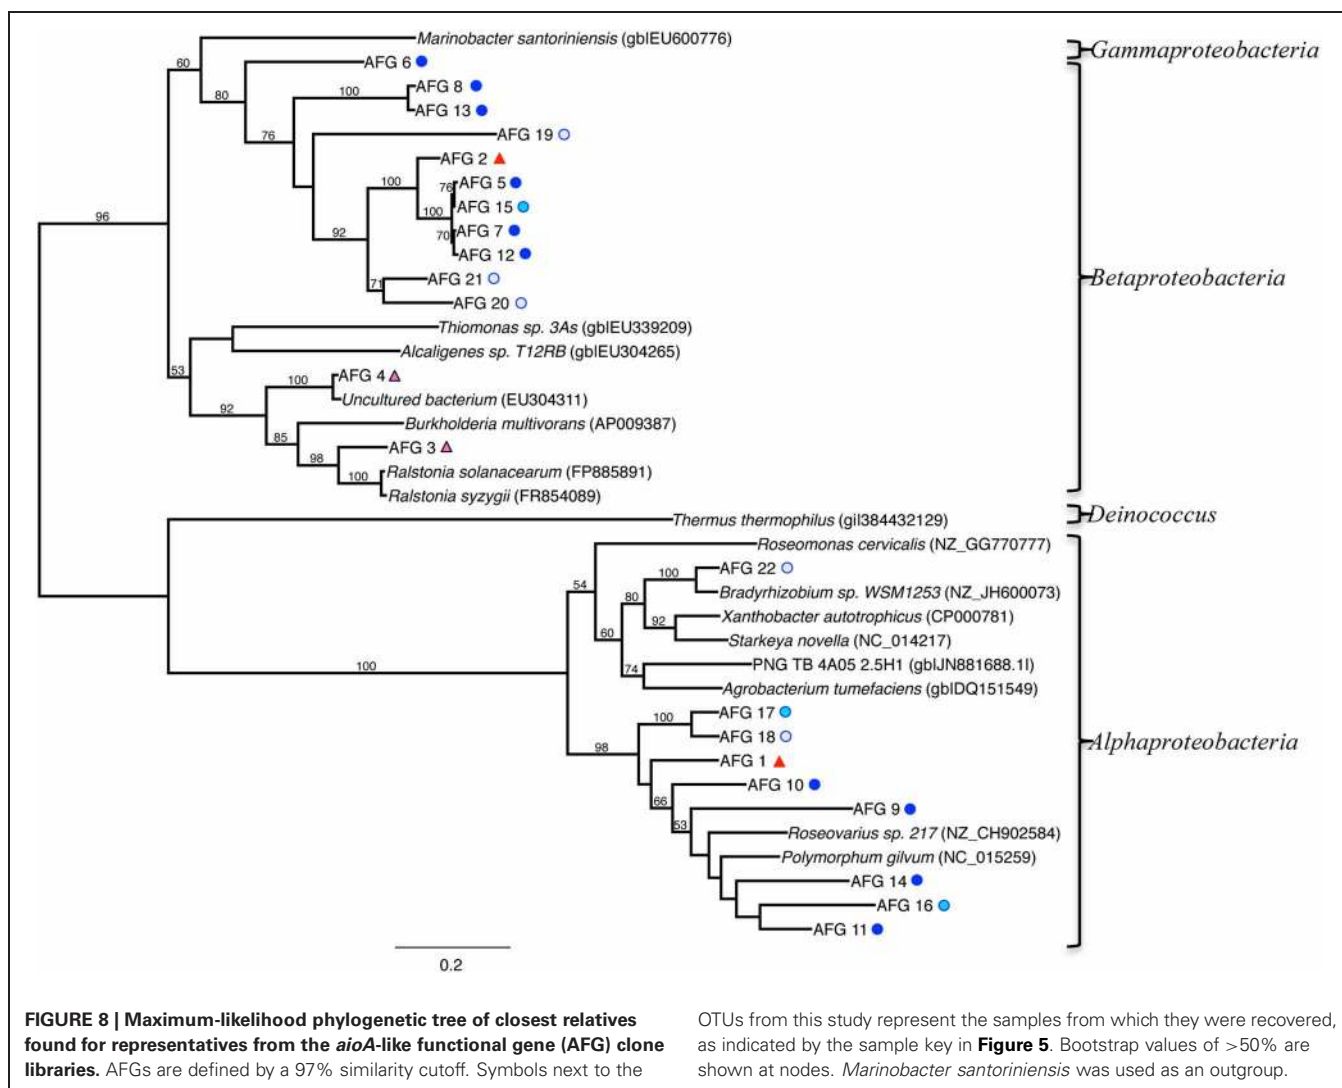 Marinobacter santoriniensis (gb|EU600776)
Gammaproteobacteria
60
AFG 6
80
AFG 8
100
AFG 13
76
AFG 19
AFG 2
100
76
AFG 5
AFG 15
100
AFG 7
70
AFG 12
96
92
AFG 21
71
AFG 20
Betaproteobacteria
Thiomonas sp. 3As (gb|EU339209)
Alcaligenes sp. T12RB (gb|EU304265)
53
AFG 4
100
Uncultured bacterium (EU304311)
92
Burkholderia multivorans (AP009387)
85
AFG 3
98
Ralstonia solanacearum (FP885891)
100
Ralstonia syzygii (FR854089)
Thermus thermophilus (gi|384432129)
Deinococcus
Roseomonas cervicalis (NZ_GG770777)
54
AFG 22
100
Bradyrhizobium sp. WSM1253 (NZ_JH600073)
80
Xanthobacter autotrophicus (CP000781)
92
Starkeya novella (NC_014217)
60
PNG TB 4A05 2.5H1 (gb|JN881688.1|)
74
Agrobacterium tumefaciens (gb|DQ151549)
100
AFG 17
100
AFG 18
98
Alphaproteobacteria
AFG 1
AFG 10
66
AFG 9
53
Roseovarius sp. 217 (NZ_CH902584)
Polymorphum gilvum (NC_015259)
AFG 14
AFG 16
AFG 11
0.2
FIGURE 8 | Maximum-likelihood phylogenetic tree of closest relatives
found for representatives from the aioA-like functional gene (AFG) clone
libraries. AFGs are defined by a 97% similarity cutoff. Symbols next to the
OTUs from this study represent the samples from which they were recovered,
as indicated by the sample key in Figure 5. Bootstrap values of >50% are
shown at nodes. Marinobacter santoriniensis was used as an outgroup.